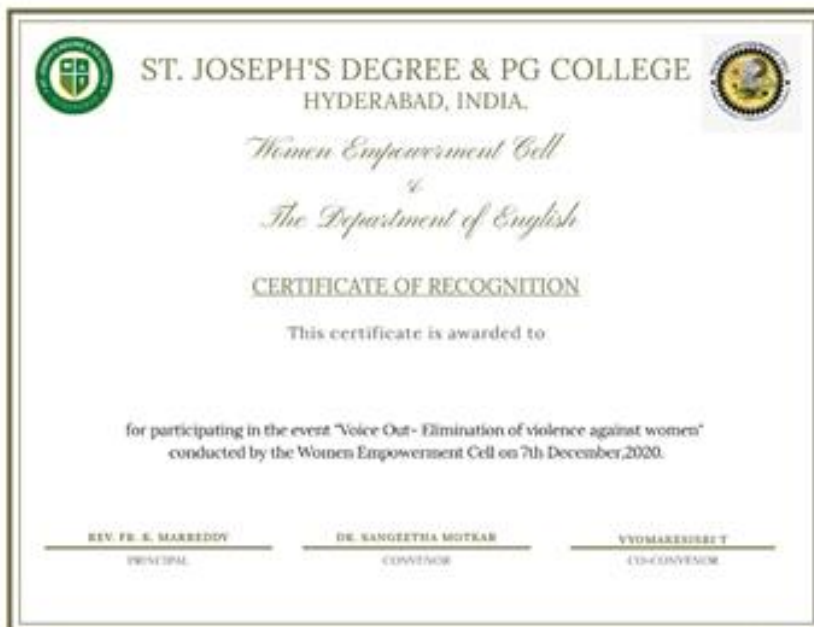 ST. JOSEPH'S DEGREE & PG COLLEGE
HYDERABAD, INDIA.
Women Empowerment Cell
&
The Department of English
CERTIFICATE OF RECOGNITION
This certificate is awarded to
for participating in the event "Voice Out- Elimination of violence against women"
conducted by the Women Empowerment Cell on 7th December,2020.
REV. FR. K. MARREDDY
PRINCIPAL
DR. SANGEETHA MOTKAR
CONVENOR
VYOMAKESISRI T
CO-CONVENOR